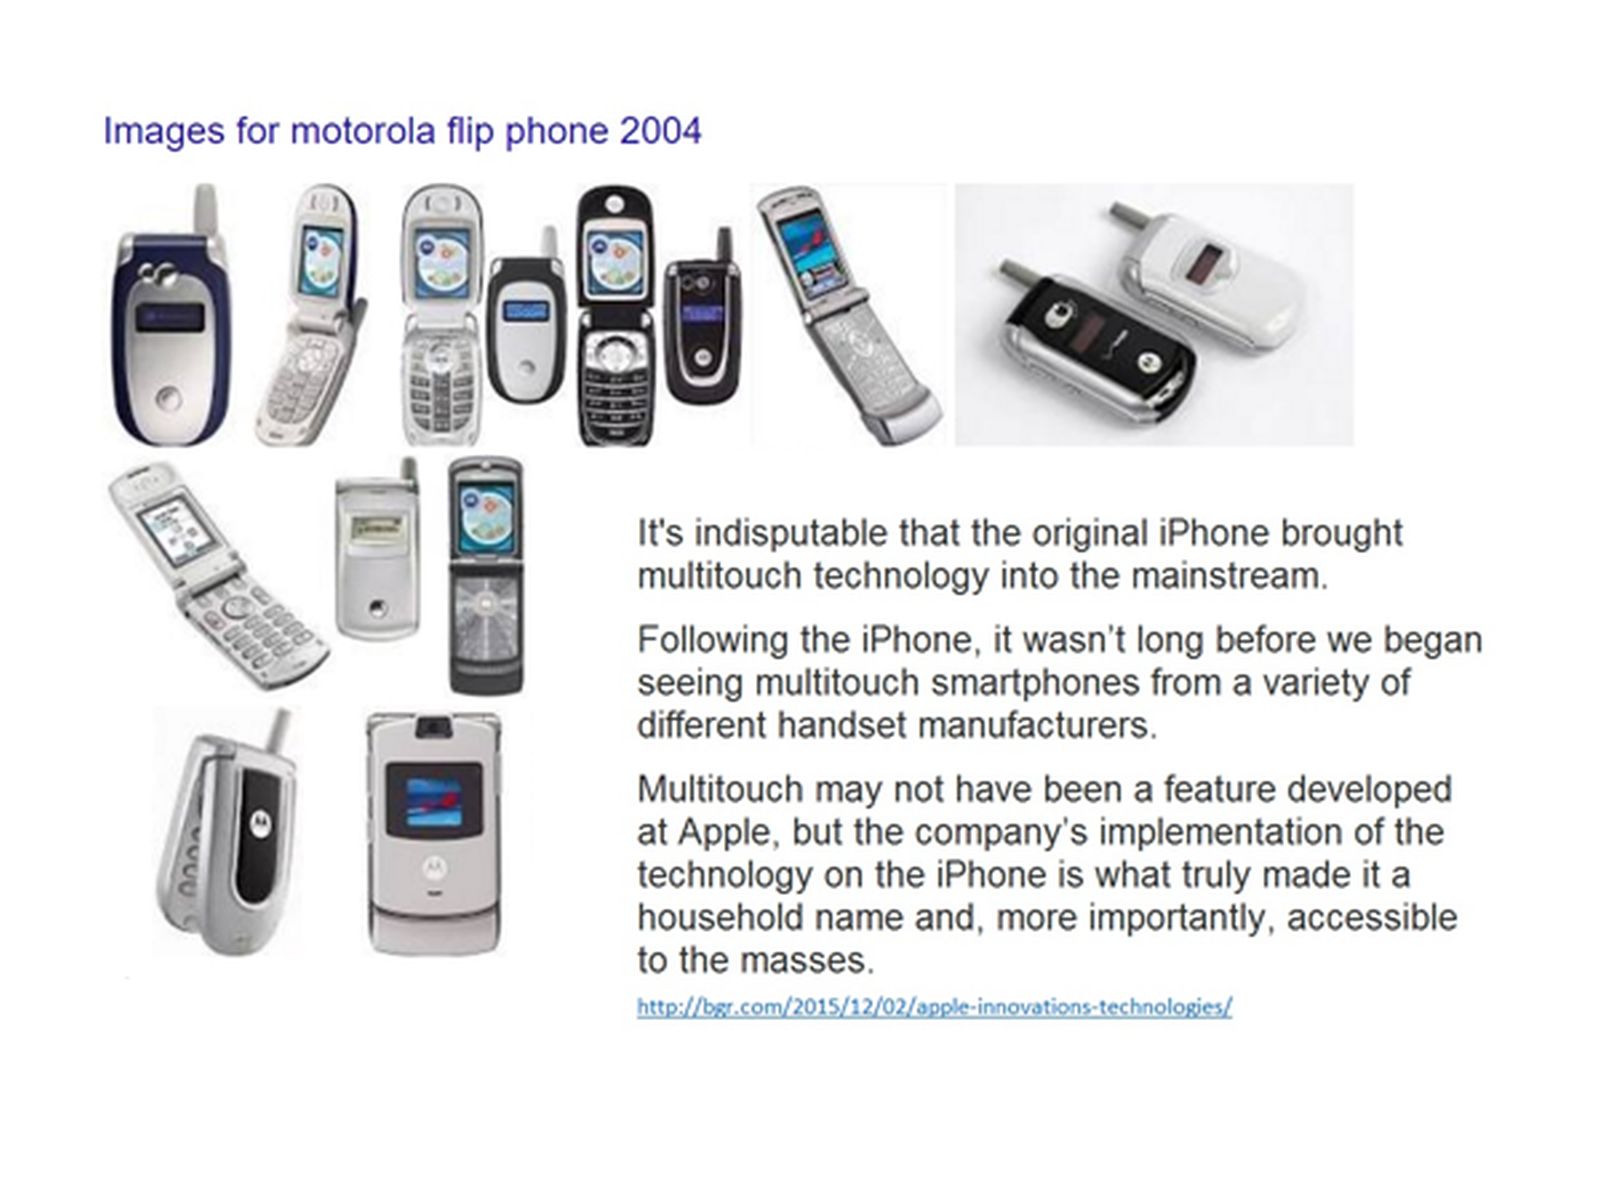 Images for motorola flip phone 2004
It's indisputable that the original iPhone brought
multitouch technology into the mainstream.
Following the iPhone, it wasn’t long before we began
seeing multitouch smartphones from a variety of
different handset manufacturers.
Multitouch may not have been a feature developed
at Apple, but the company’s implementation of the
technology on the iPhone is what truly made it a
household name and, more importantly, accessible
to the masses.
http://bgr.com/2015/12/02/apple-innovations-technologies/